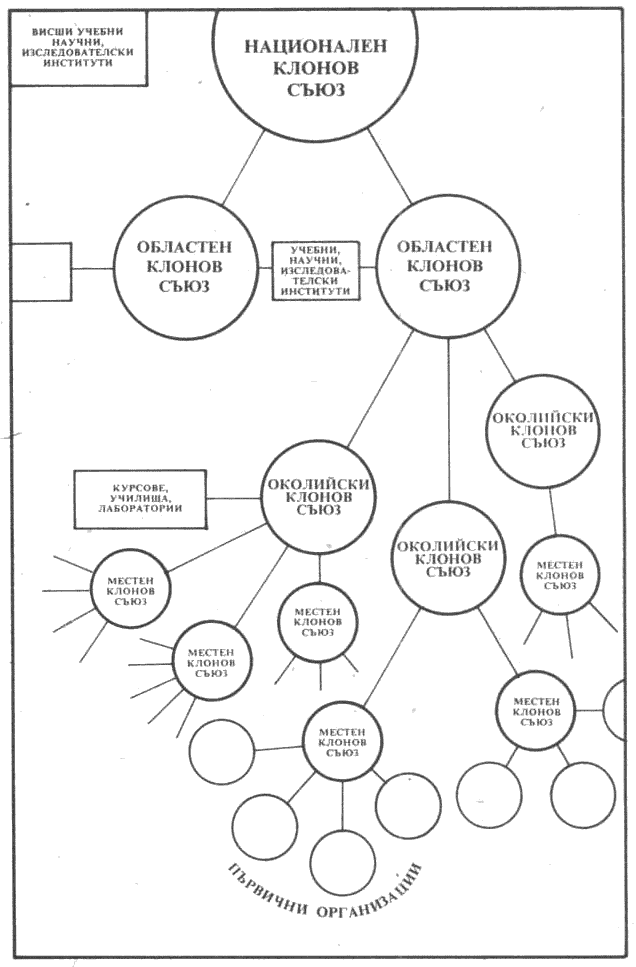 ВИСШИ УЧЕБНИ
НАУЧНИ,
ИЗСЛЕДОВАТЕЛСКИ
ИНСТИТУТИ
НАЦИОНАЛЕН
КЛОНОВ
СЪЮЗ
ОБЛАСТЕН
КЛОНОВ
СЪЮЗ
УЧЕБНИ,
НАУЧНИ,
ИЗСЛЕДОВА-
ТЕЛСКИ
ИНСТИТУТИ
ОБЛАСТЕН
КЛОНОВ
СЪЮЗ
ОКОЛИЙСКИ
КЛОНОВ
СЪЮЗ
КУРСОВЕ,
УЧИЛИЩА,
ЛАБОРАТОРИИ
ОКОЛИЙСКИ
КЛОНОВ
СЪЮЗ
ОКОЛИЙСКИ
КЛОНОВ
СЪЮЗ
МЕСТЕН
КЛОНОВ
СЪЮЗ
МЕСТЕН
КЛОНОВ
СЪЮЗ
МЕСТЕН
КЛОНОВ
СЪЮЗ
МЕСТЕН
КЛОНОВ
СЪЮЗ
МЕСТЕН
КЛОНОВ
СЪЮЗ
МЕСТЕН
КЛОНОВ
СЪЮЗ
ПЪРВИЧНИ ОРГАНИЗАЦИИ